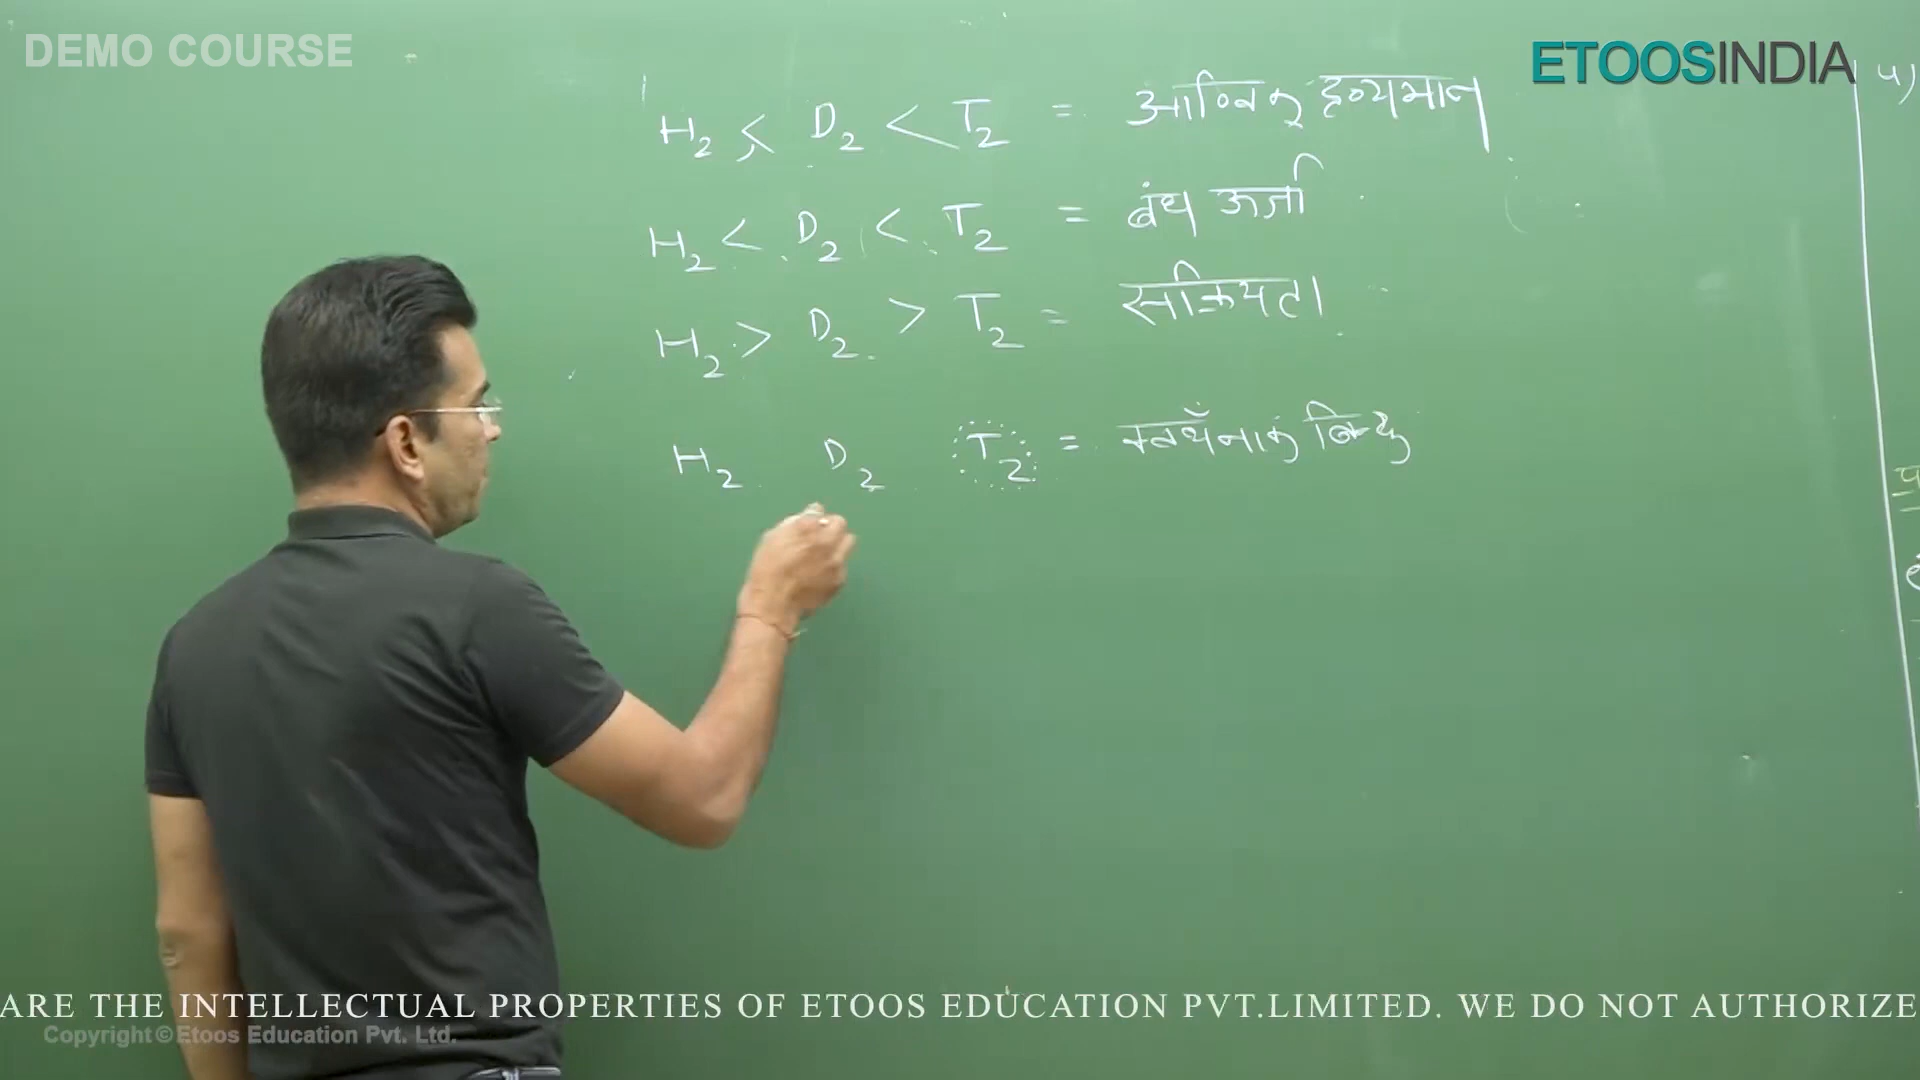 DEMO COURSE
ETOOSINDIA
H2 < D2 < T2 = आण्विक द्रव्यमान
H2 < D2 < T2 = बंध ऊर्जा
H2 > D2 > T2 = सक्रियता
H2 D2 T2 =
ARE THE INTELLECTUAL PROPERTIES OF ETOOS EDUCATION PVT.LIMITED. WE DO NOT AUTHORIZE
Copyright © Etoos Education Pvt. Ltd.